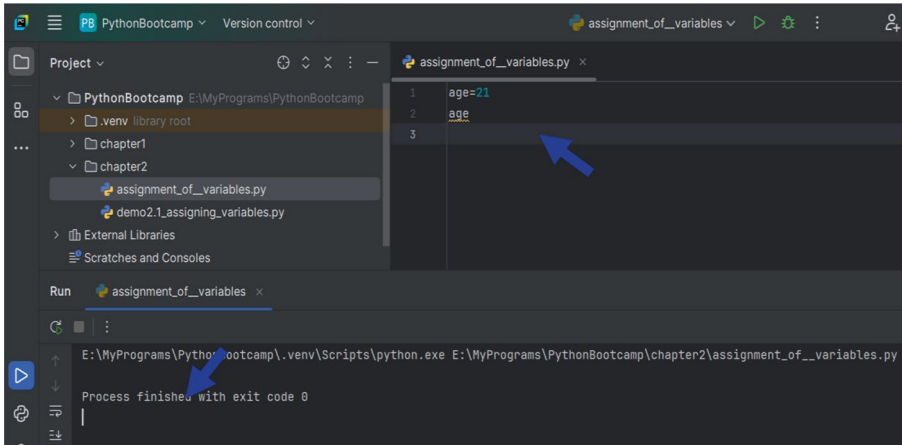 PB PythonBootcamp Version control assignment_of__variables
Project
assignment_of__variables.py
PythonBootcamp E:\MyPrograms\PythonBootcamp
.venv library root
chapter1
chapter2
assignment_of__variables.py
demo2.1_assigning_variables.py
External Libraries
Scratches and Consoles
1 age=21
2 age
3
Run assignment_of__variables
E:\MyPrograms\PythonBootcamp\.venv\Scripts\python.exe E:\MyPrograms\PythonBootcamp\chapter2\assignment_of__variables.py
Process finished with exit code 0